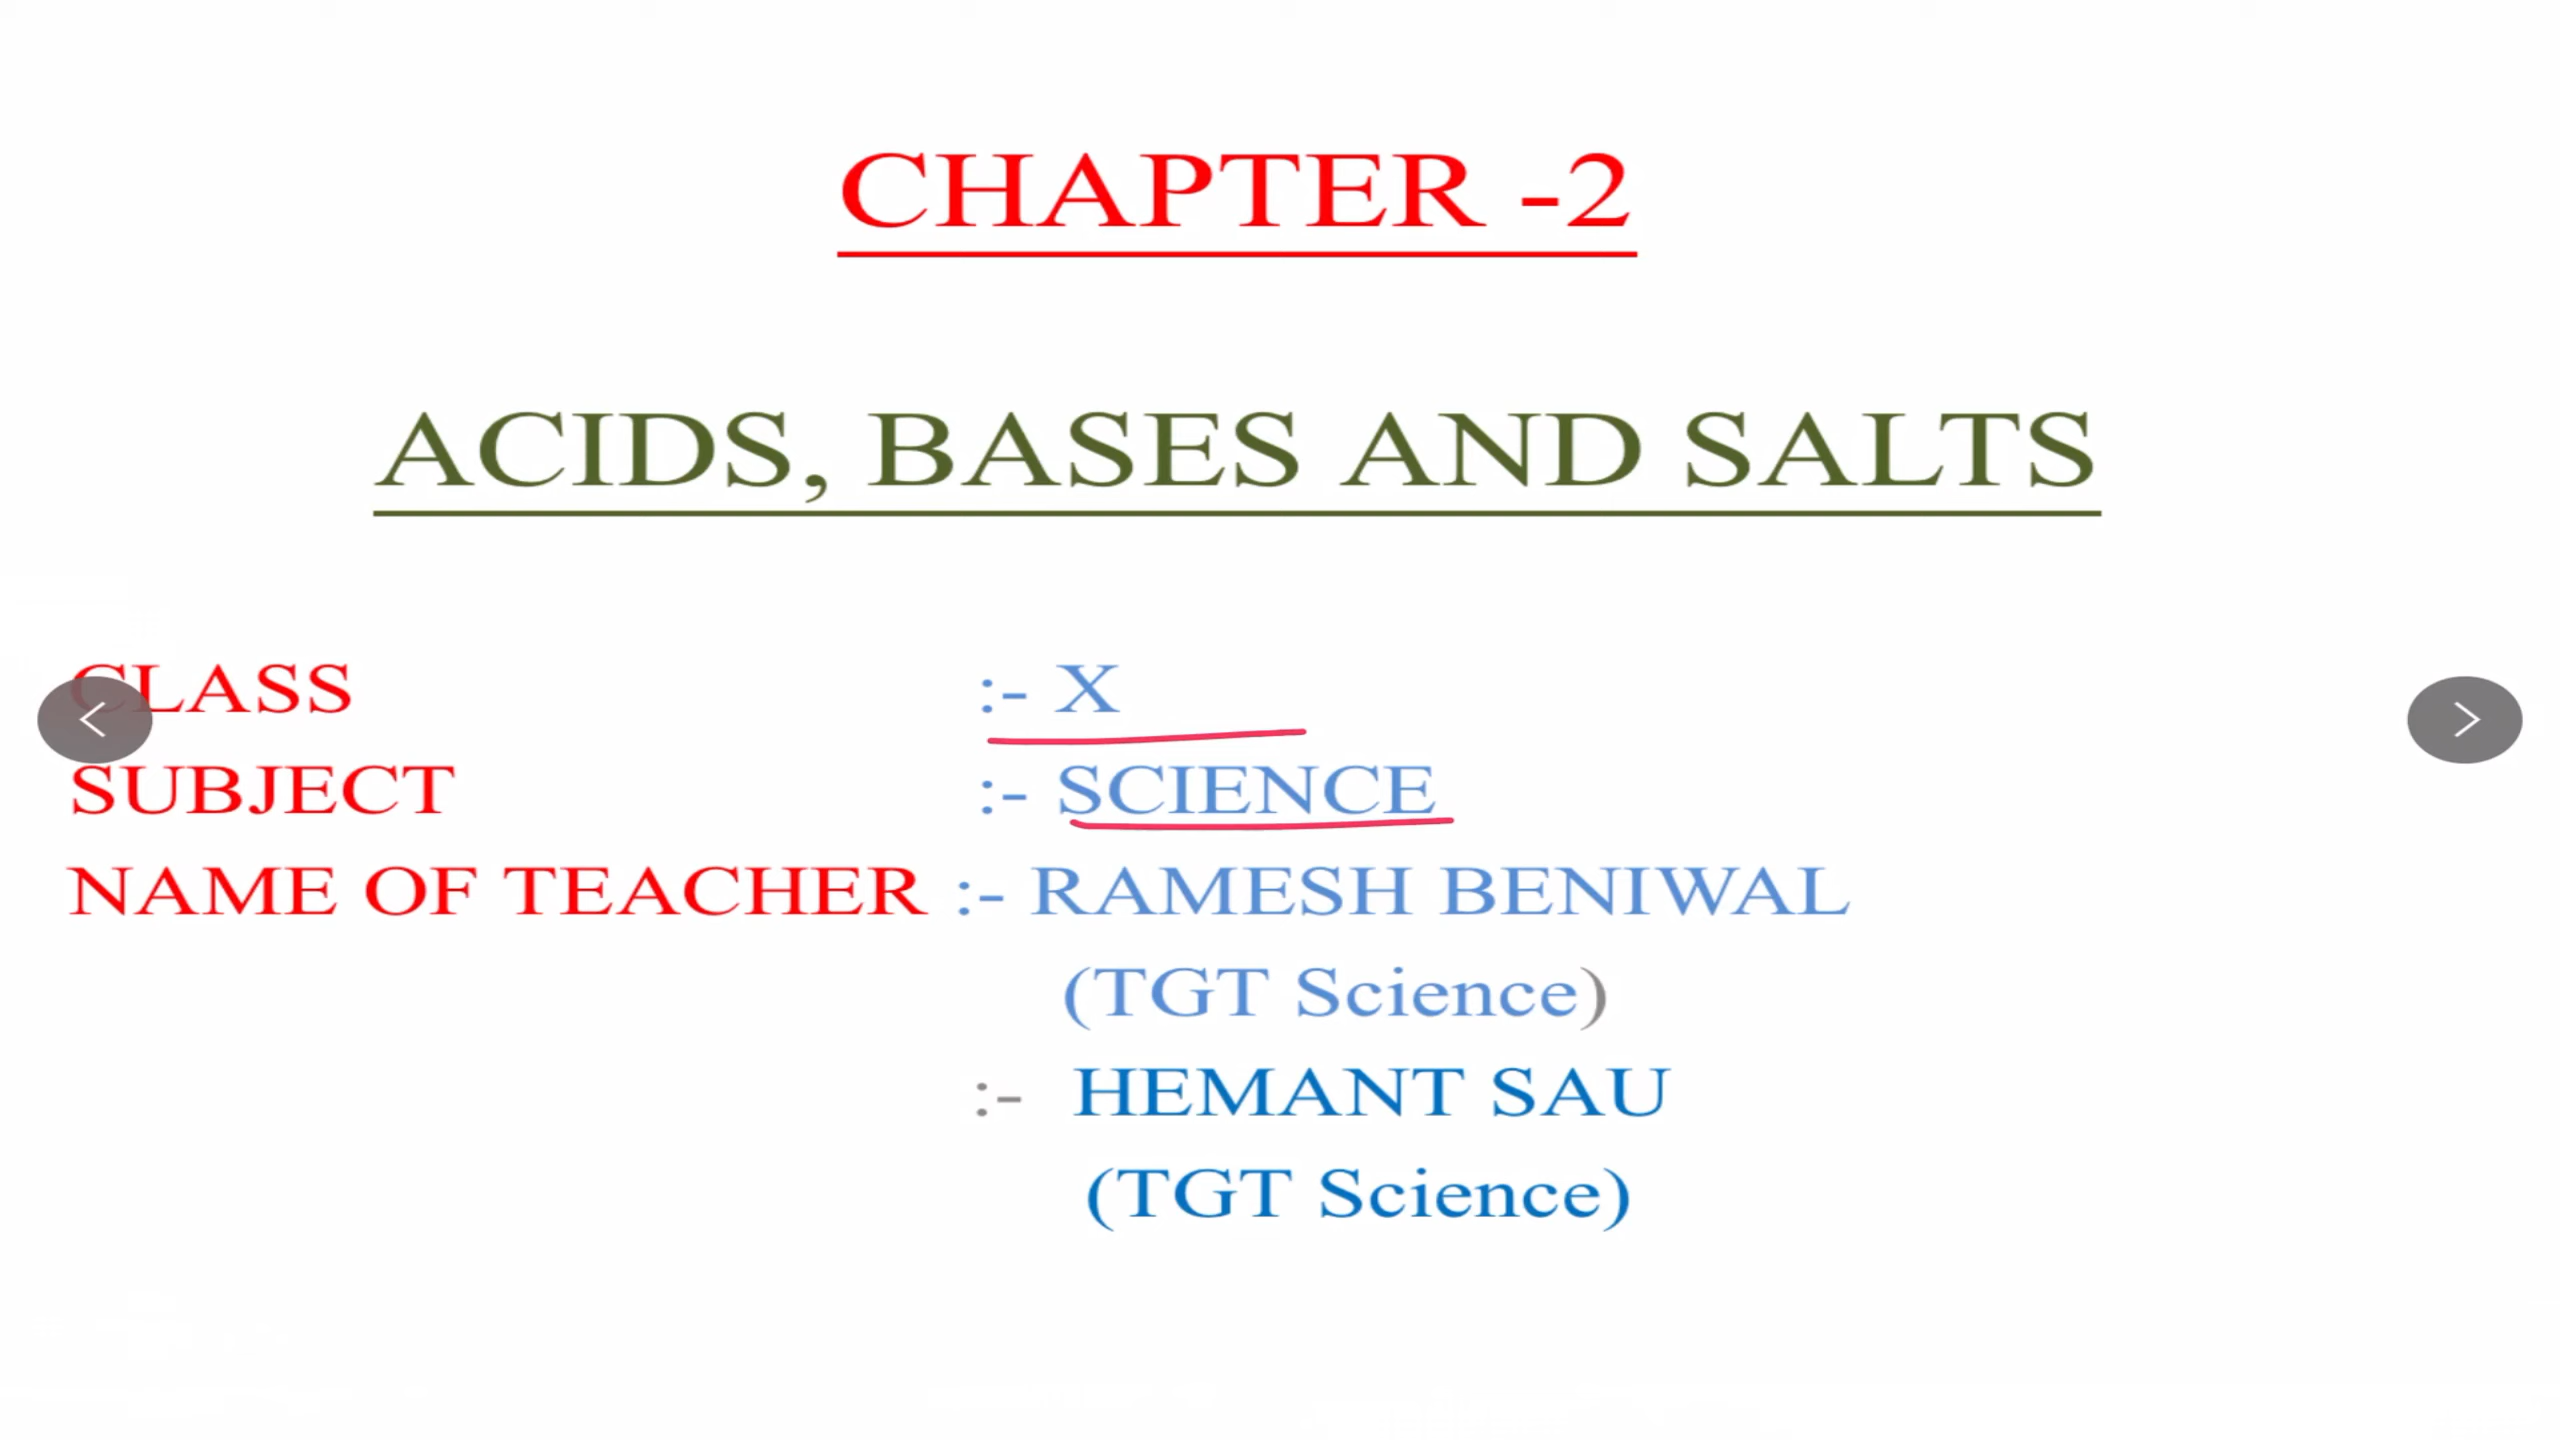 CHAPTER -2
ACIDS, BASES AND SALTS
CLASS :- X
SUBJECT :- SCIENCE
NAME OF TEACHER :- RAMESH BENIWAL
(TGT Science)
:- HEMANT SAU
(TGT Science)